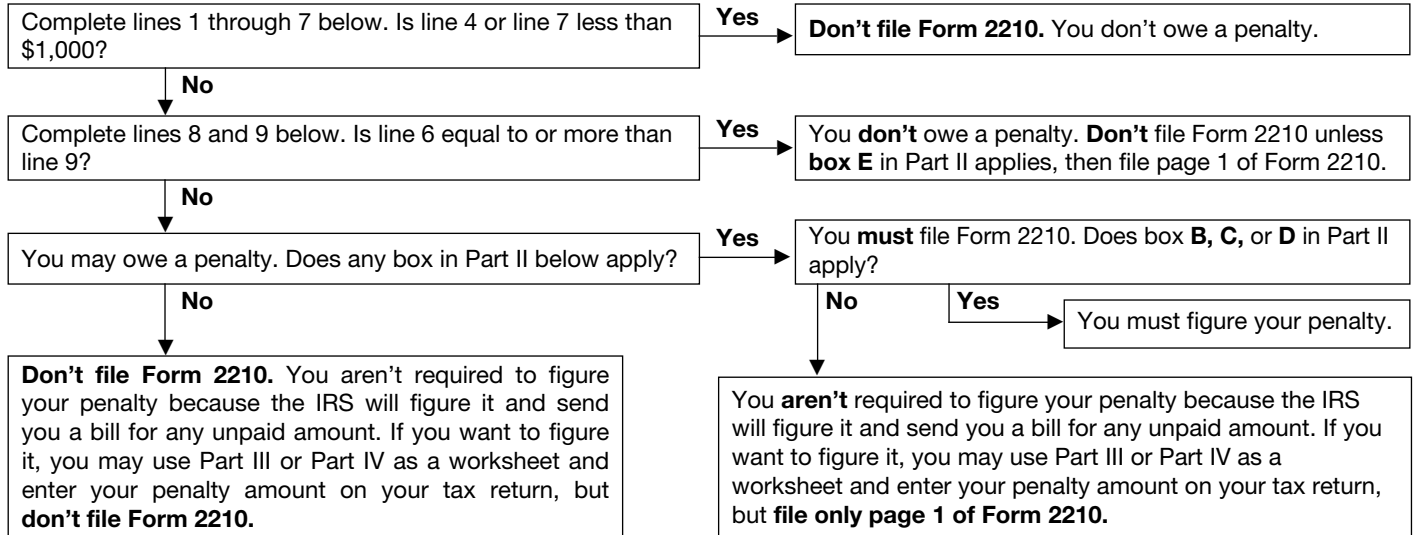 Complete lines 1 through 7 below. Is line 4 or line 7 less than
$1,000?
Yes
Don’t file Form 2210. You don’t owe a penalty.
No
Complete lines 8 and 9 below. Is line 6 equal to or more than
line 9?
Yes
You don’t owe a penalty. Don’t file Form 2210 unless
box E in Part II applies, then file page 1 of Form 2210.
No
You may owe a penalty. Does any box in Part II below apply?
Yes
You must file Form 2210. Does box B, C, or D in Part II
apply?
No
Yes
You must figure your penalty.
No
Don’t file Form 2210. You aren’t required to figure
your penalty because the IRS will figure it and send
you a bill for any unpaid amount. If you want to figure
it, you may use Part III or Part IV as a worksheet and
enter your penalty amount on your tax return, but
don’t file Form 2210.
You aren’t required to figure your penalty because the IRS
will figure it and send you a bill for any unpaid amount. If you
want to figure it, you may use Part III or Part IV as a
worksheet and enter your penalty amount on your tax return,
but file only page 1 of Form 2210.